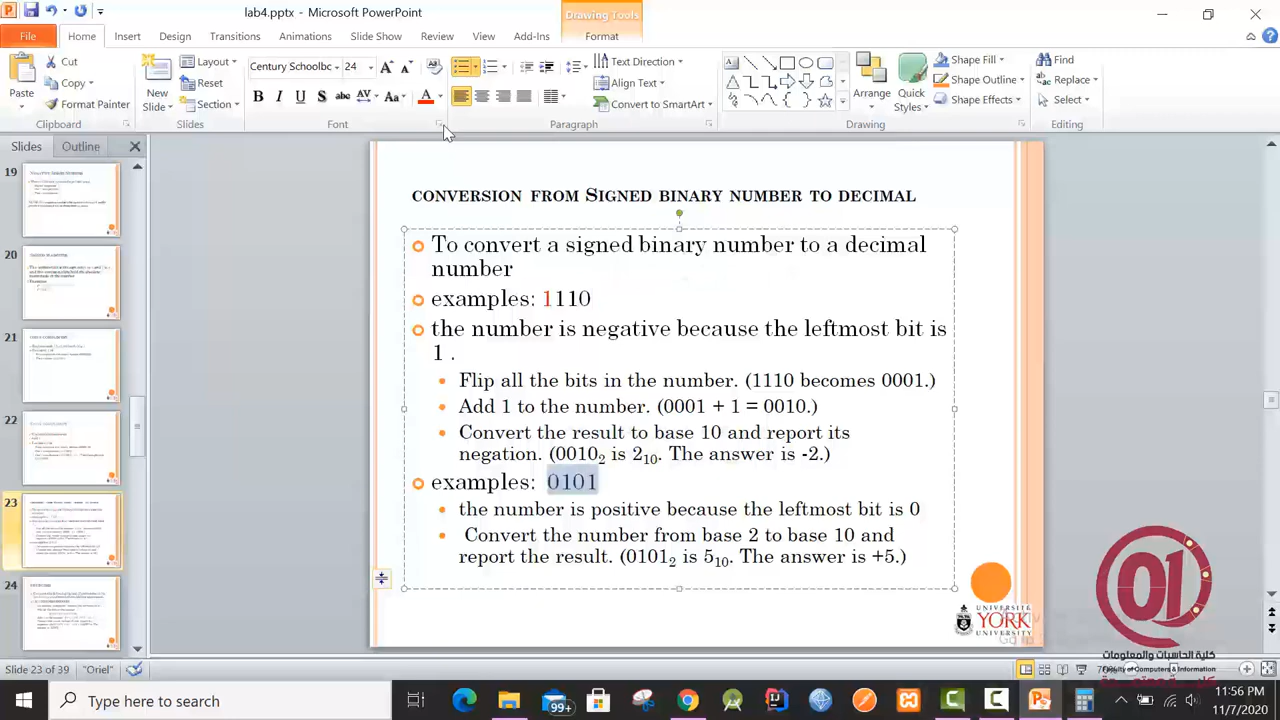 lab4.pptx - Microsoft PowerPoint
Drawing Tools
File Home Insert Design Transitions Animations Slide Show Review View Add-Ins Format
Paste Cut Copy Format Painter
New Slide Layout Reset Section
Century Schoolbc 24
Text Direction Align Text Convert to SmartArt
Arrange Quick Styles Shape Fill Shape Outline Shape Effects
Find Replace Select
Clipboard Slides Font Paragraph Drawing Editing
Slides Outline
19
20
21
22
23
24
CONVERSION FROM SIGNED BINARY NUMBER TO DECIMAL
To convert a signed binary number to a decimal
number
examples: 1110
the number is negative because the leftmost bit is
1 .
Flip all the bits in the number. (1110 becomes 0001.)
Add 1 to the number. (0001 + 1 = 0010.)
Convert the result to base 10 and report its
negation. (0010₂ is 2₁₀. The answer is -2.)
examples: 0101
the number is positive because the leftmost bit is 0
Convert the number from base 2 to base 10 and
report the result. (0101₂ is 5₁₀. The answer is +5.)
UNIVERSITÉ
YORK
UNIVERSITY
كلية الحاسبات والمعلومات
Faculty of Computers & Information
Slide 23 of 39 "Oriel"
Type here to search
99+
11:56 PM
11/7/2020